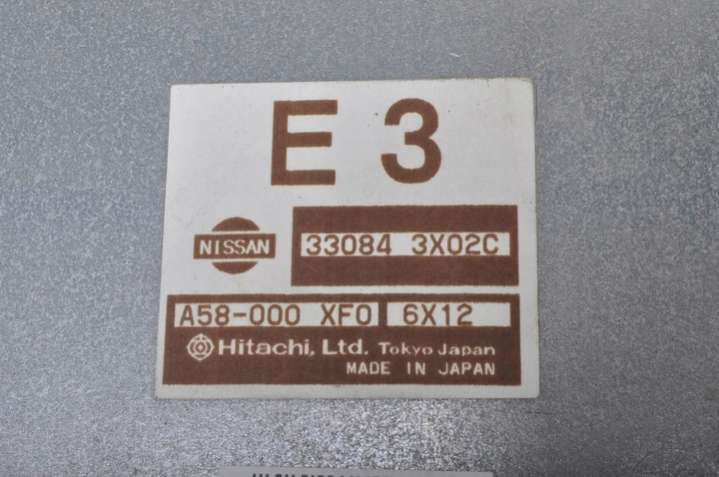 E 3
NISSAN
33084 3X02C
A58-000 XF0 6X12
Hitachi, Ltd. Tokyo Japan
MADE IN JAPAN